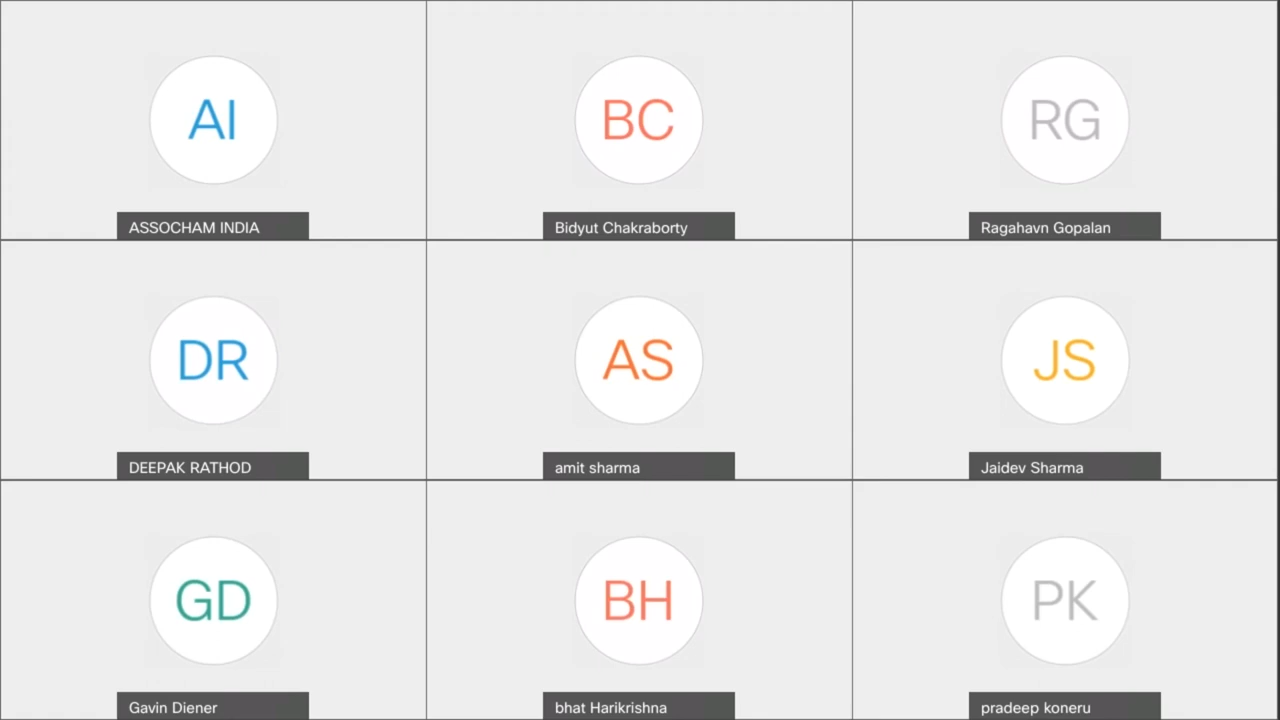 AI
BC
RG
ASSOCHAM INDIA
Bidyut Chakraborty
Ragahavn Gopalan
DR
AS
JS
DEEPAK RATHOD
amit sharma
Jaidev Sharma
GD
BH
PK
Gavin Diener
bhat Harikrishna
pradeep koneru